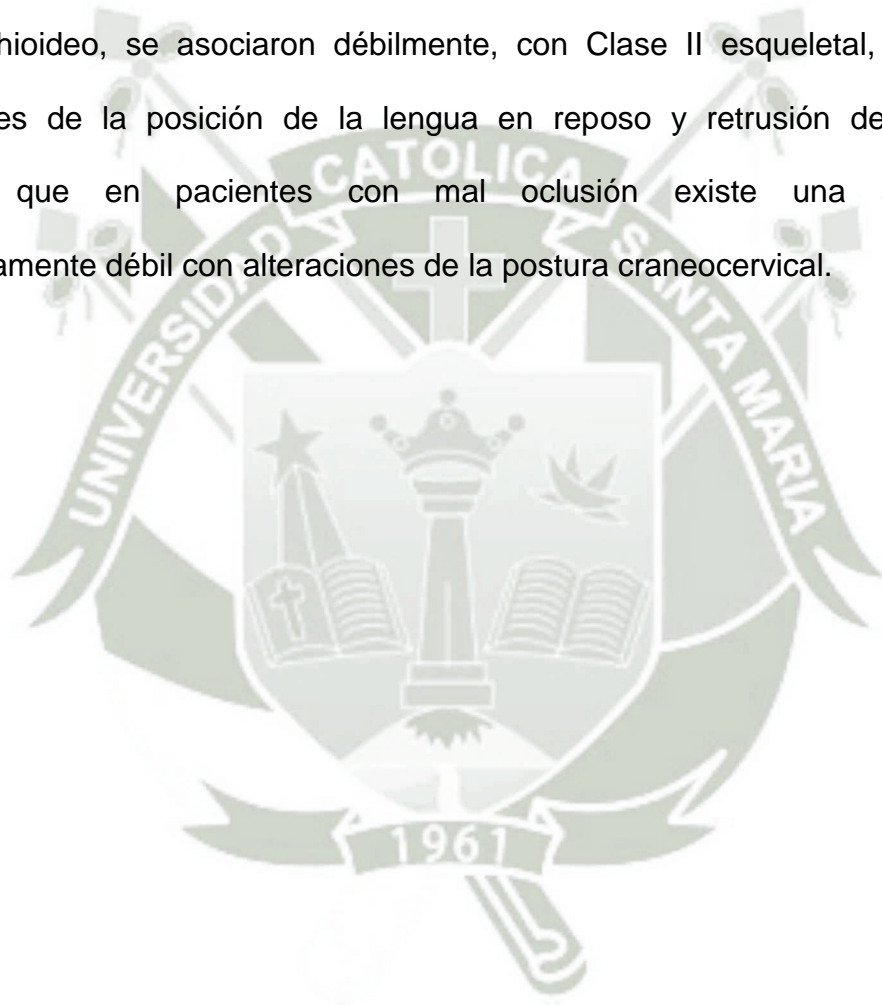 hioideo, se asociaron débilmente, con Clase II esqueletal,
es de la posición de la lengua en reposo y retrusión de
que en pacientes con mal oclusión existe una
amente débil con alteraciones de la postura craneocervical.
UNIVERSIDAD CATOLICA SANTA MARIA
1961